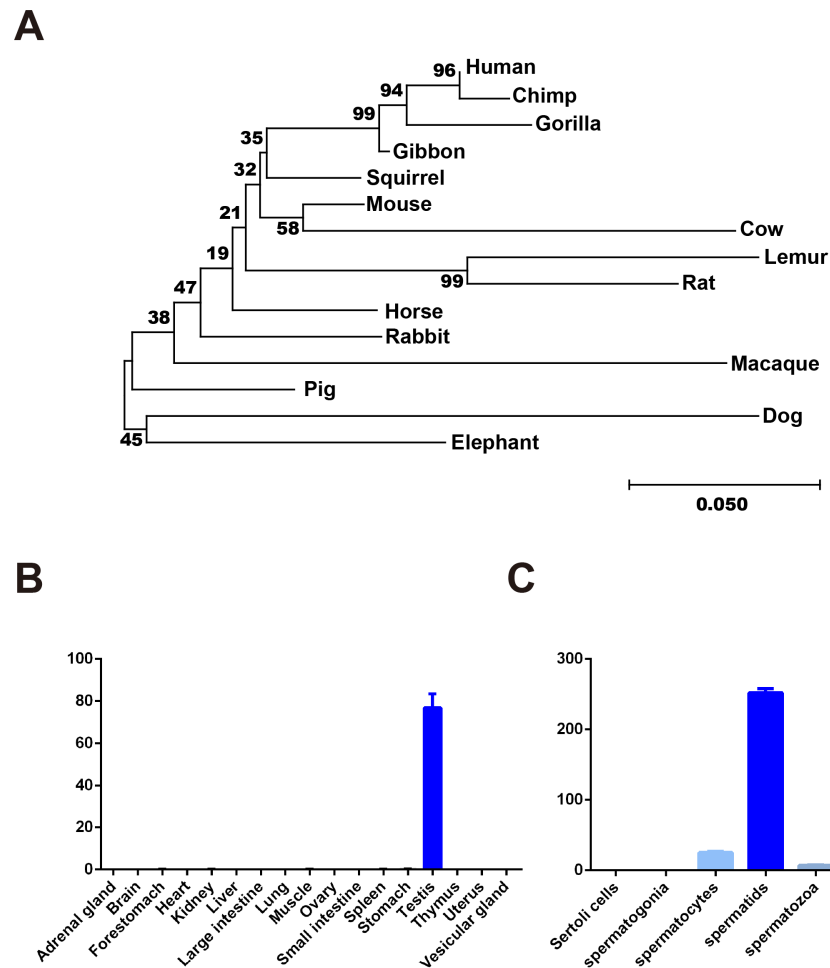 A
96 Human
94 Chimp
99 Gorilla
35 Gibbon
32 Squirrel
21 Mouse
58 Cow
19 Lemur
99 Rat
47 Horse
38 Rabbit
Macaque
Pig
Dog
45 Elephant
0.050
B
100
80
60
40
20
0
Adrenal gland
Brain
Forestomach
Heart
Kidney
Liver
Large intestine
Lung
Muscle
Ovary
Small intestine
Spleen
Stomach
Testis
Thymus
Uterus
Vesicular gland
C
300
200
100
0
Sertoli cells
spermatogonia
spermatocytes
spermatids
spermatozoa